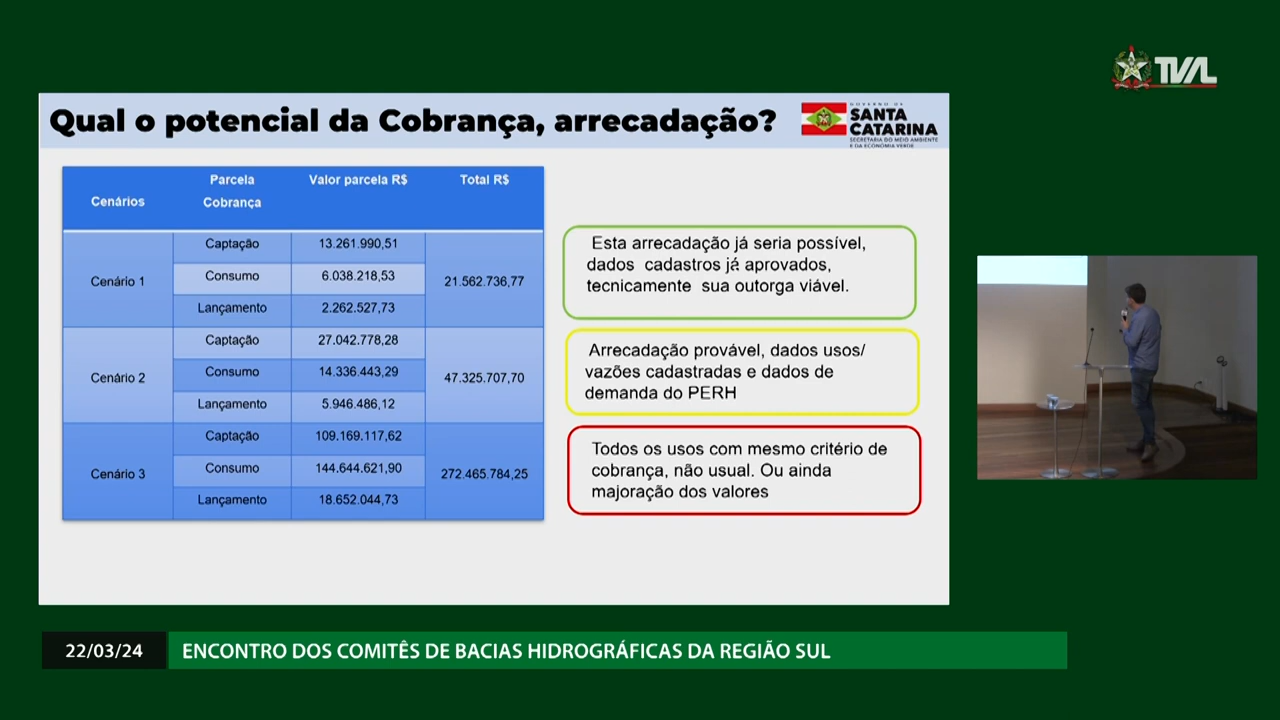 TVAL
Qual o potencial da Cobrança, arrecadação?
GOVERNO DE
SANTA
CATARINA
SECRETARIA DO MEIO AMBIENTE
E DA ECONOMIA VERDE
Cenários
Parcela
Cobrança
Valor parcela R$
Total R$
Cenário 1
Captação
13.261.990,51
Consumo
6.038.218,53
Lançamento
2.262.527,73
21.562.736,77
Cenário 2
Captação
27.042.778,28
Consumo
14.336.443,29
Lançamento
5.946.486,12
47.325.707,70
Cenário 3
Captação
109.169.117,62
Consumo
144.644.621,90
Lançamento
18.652.044,73
272.465.784,25
Esta arrecadação já seria possível,
dados cadastros já aprovados,
tecnicamente sua outorga viável.
Arrecadação provável, dados usos/
vazões cadastradas e dados de
demanda do PERH
Todos os usos com mesmo critério de
cobrança, não usual. Ou ainda
majoração dos valores
22/03/24
ENCONTRO DOS COMITÊS DE BACIAS HIDROGRÁFICAS DA REGIÃO SUL